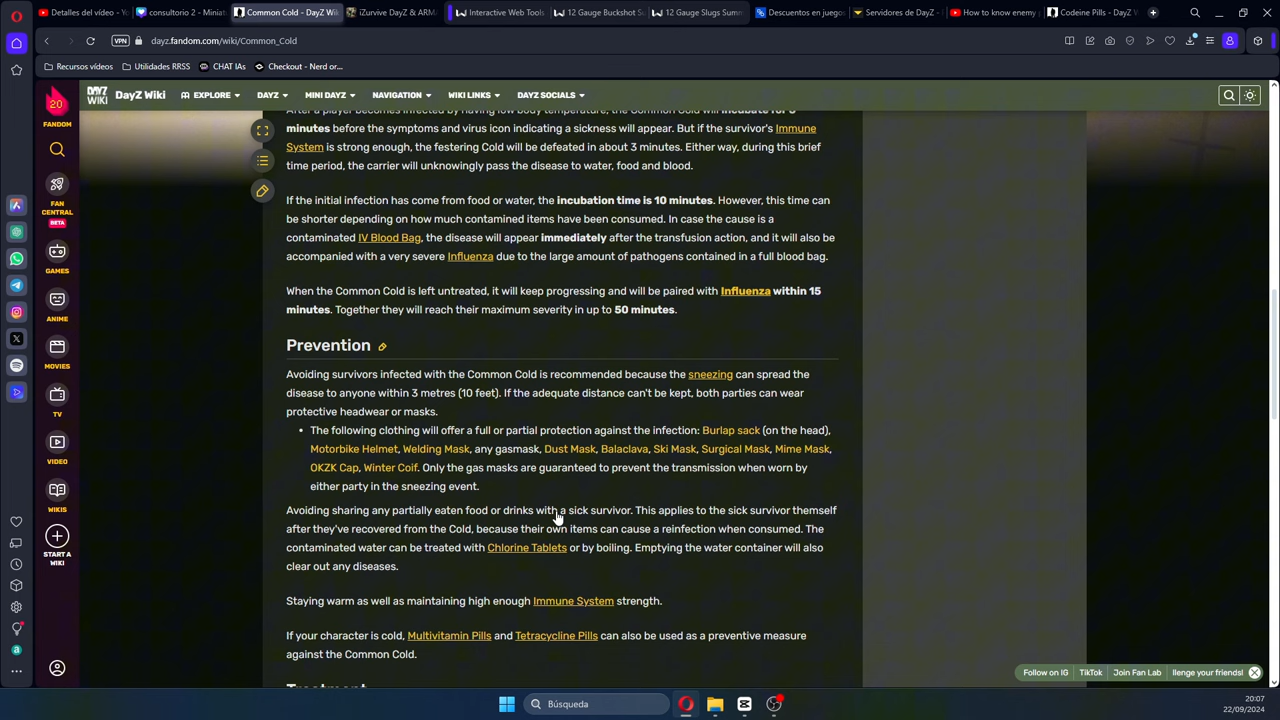 Detalles del vídeo -
consultorio 2 - Miniat
Common Cold - DayZ Wi
iZurvive DayZ & ARMA
Interactive Web Tools
12 Gauge Buckshot Su
12 Gauge Slugs Summ
Descuentos en juegos
Servidores de DayZ -
How to know enemy p
Codeine Pills - DayZ W
VPN
dayz.fandom.com/wiki/Common_Cold
Recursos vídeos
Utilidades RRSS
CHAT IAs
Checkout - Nerd or...
20
FANDOM
DAYZ WIKI
DayZ Wiki
EXPLORE
DAYZ
MINI DAYZ
NAVIGATION
WIKI LINKS
DAYZ SOCIALS
FAN CENTRAL
BETA
GAMES
ANIME
MOVIES
TV
VIDEO
WIKIS
START A WIKI
minutes before the symptoms and virus icon indicating a sickness will appear. But if the survivor's Immune
System is strong enough, the festering Cold will be defeated in about 3 minutes. Either way, during this brief
time period, the carrier will unknowingly pass the disease to water, food and blood.
If the initial infection has come from food or water, the incubation time is 10 minutes. However, this time can
be shorter depending on how much contaminated items have been consumed. In case the cause is a
contaminated IV Blood Bag, the disease will appear immediately after the transfusion action, and it will also be
accompanied with a very severe Influenza due to the large amount of pathogens contained in a full blood bag.
When the Common Cold is left untreated, it will keep progressing and will be paired with Influenza within 15
minutes. Together they will reach their maximum severity in up to 50 minutes.
Prevention
Avoiding survivors infected with the Common Cold is recommended because the sneezing can spread the
disease to anyone within 3 metres (10 feet). If the adequate distance can't be kept, both parties can wear
protective headwear or masks.
• The following clothing will offer a full or partial protection against the infection: Burlap sack (on the head),
Motorbike Helmet, Welding Mask, any gasmask, Dust Mask, Balaclava, Ski Mask, Surgical Mask, Mime Mask,
OKZK Cap, Winter Coif. Only the gas masks are guaranteed to prevent the transmission when worn by
either party in the sneezing event.
Avoiding sharing any partially eaten food or drinks with a sick survivor. This applies to the sick survivor themself
after they've recovered from the Cold, because their own items can cause a reinfection when consumed. The
contaminated water can be treated with Chlorine Tablets or by boiling. Emptying the water container will also
clear out any diseases.
Staying warm as well as maintaining high enough Immune System strength.
If your character is cold, Multivitamin Pills and Tetracycline Pills can also be used as a preventive measure
against the Common Cold.
Follow on IG
TikTok
Join Fan Lab
llenge your friends!
Búsqueda
20:07
22/09/2024